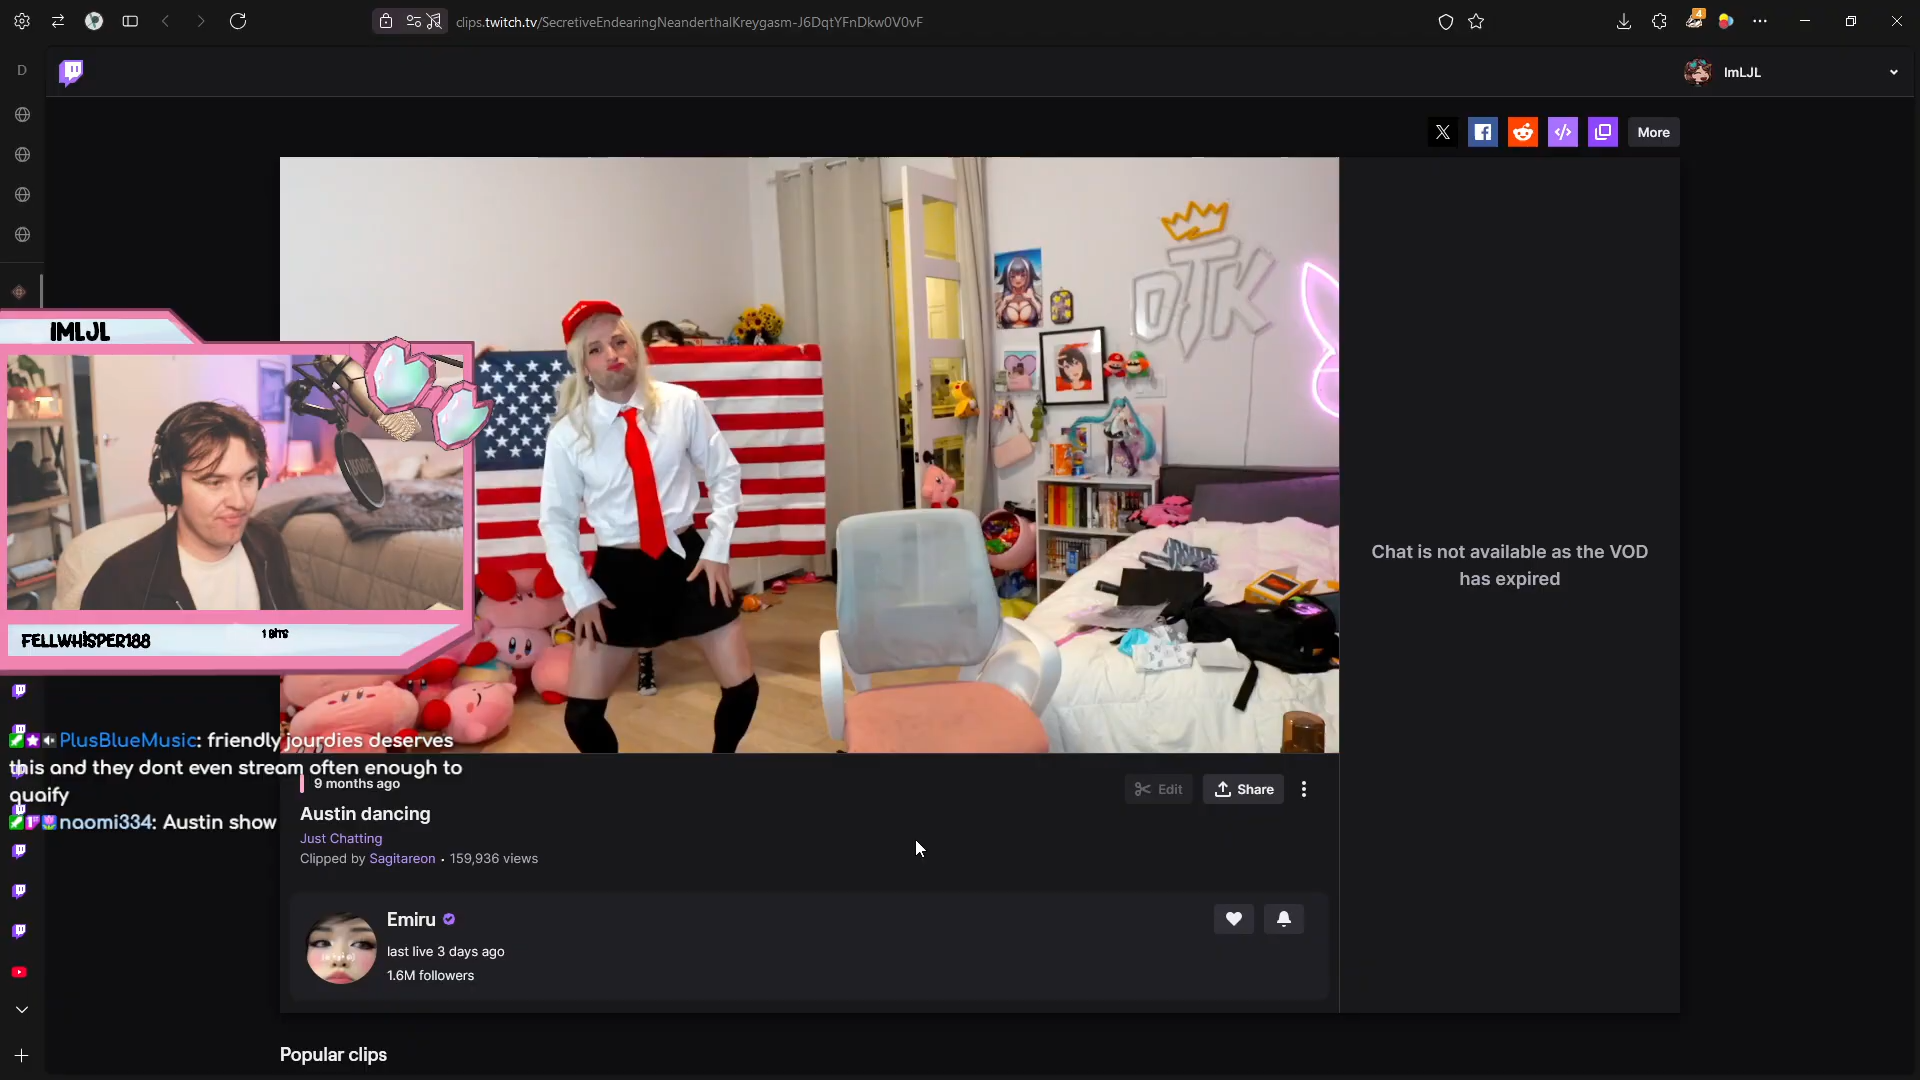 clips.twitch.tv/SecretiveEndearingNeanderthalKreygasm-J6DqtYFnDkw0V0vF
4
D
ImLJL
More
OTK
IMLJL
RODE
Chat is not available as the VOD
has expired
FELLWHISPER188
1 BITS
PlusBlueMusic: friendly jourdies deserves
this and they dont even stream often enough to
quaify
naomi334: Austin show
9 months ago
Edit
Share
Austin dancing
Just Chatting
Clipped by Sagitareon • 159,936 views
Emiru
last live 3 days ago
1.6M followers
Popular clips